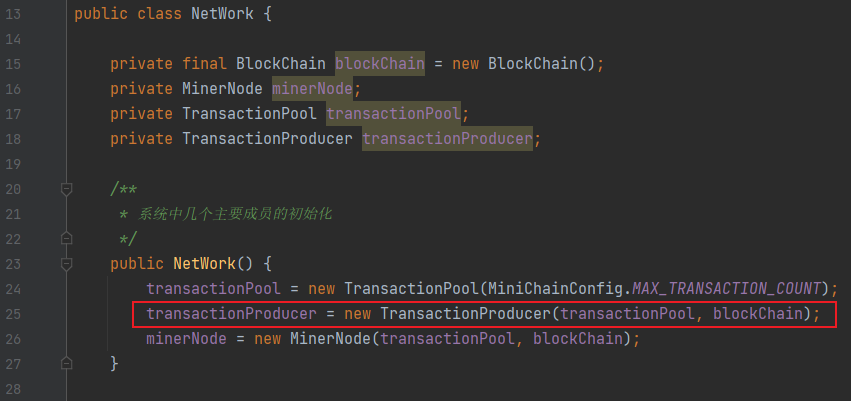 13 public class NetWork {
14
15 private final BlockChain blockChain = new BlockChain();
16 private MinerNode minerNode;
17 private TransactionPool transactionPool;
18 private TransactionProducer transactionProducer;
19
20 /**
21 * 系统中几个主要成员的初始化
22 */
23 public NetWork() {
24 transactionPool = new TransactionPool(MiniChainConfig.MAX_TRANSACTION_COUNT);
25 transactionProducer = new TransactionProducer(transactionPool, blockChain);
26 minerNode = new MinerNode(transactionPool, blockChain);
27 }
28